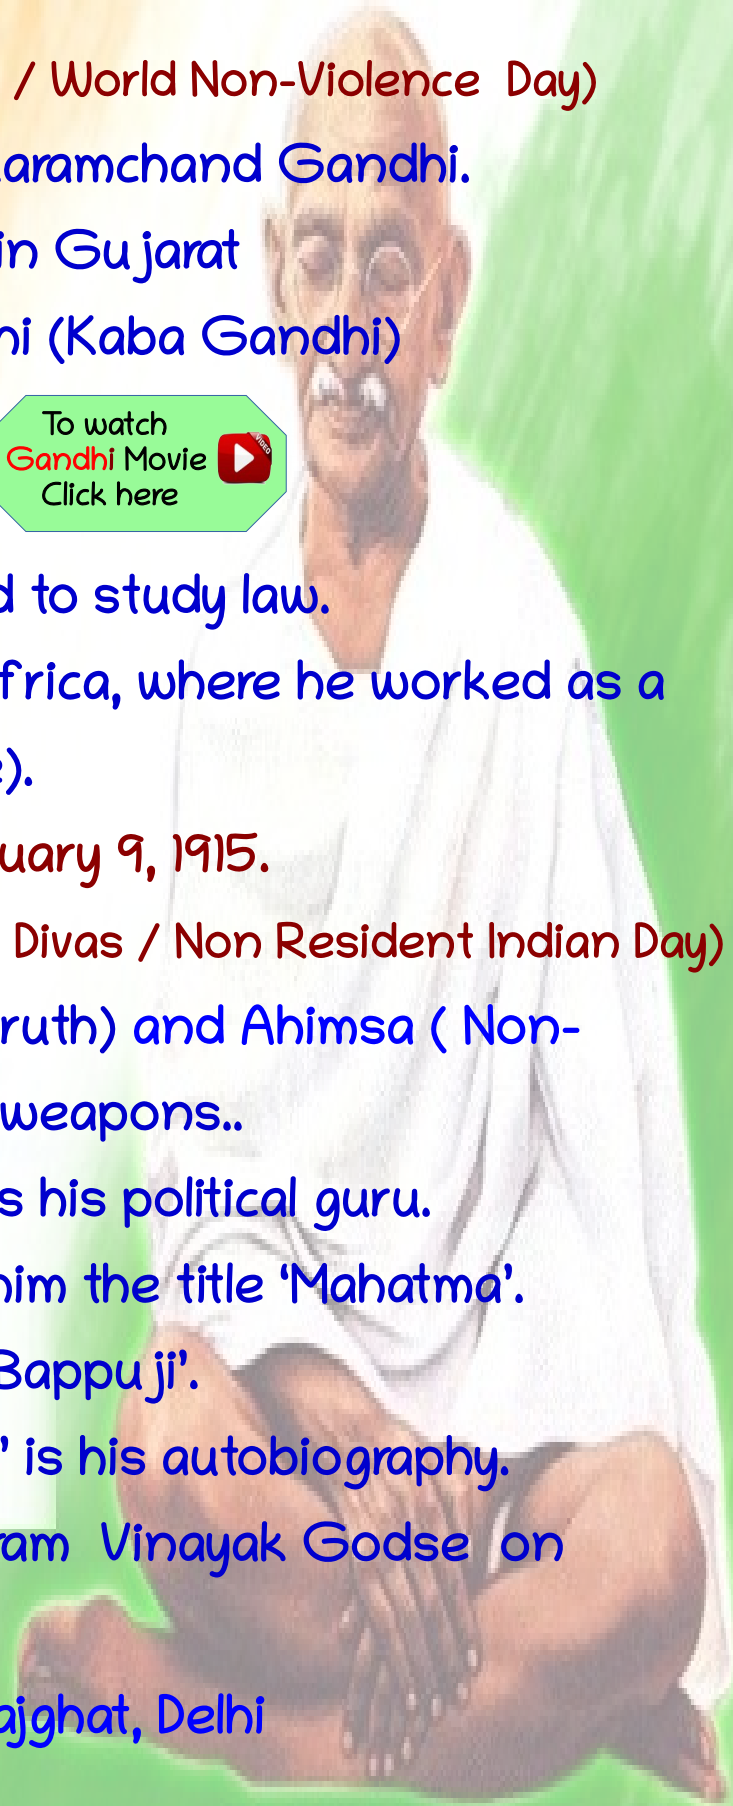 / World Non-Violence Day)
aramchand Gandhi.
in Gujarat
hi (Kaba Gandhi)
To watch
Gandhi Movie
VIDEO
Click here
d to study law.
frica, where he worked as a
e).
uary 9, 1915.
Divas / Non Resident Indian Day)
ruth) and Ahimsa ( Non-
weapons..
s his political guru.
him the title ‘Mahatma’.
Bappuji’.
’ is his autobiography.
ram Vinayak Godse on
ajghat, Delhi